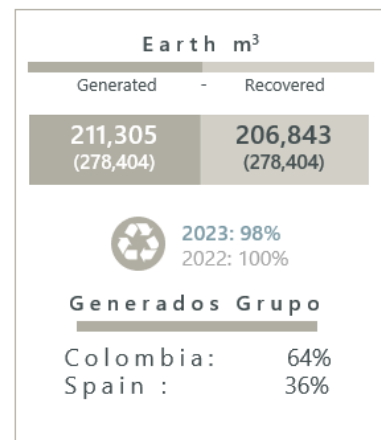 Earth m³
Generated - Recovered
211,305 206,843
(278,404) (278,404)
2023: 98%
2022: 100%
Generados Grupo
Colombia: 64%
Spain : 36%